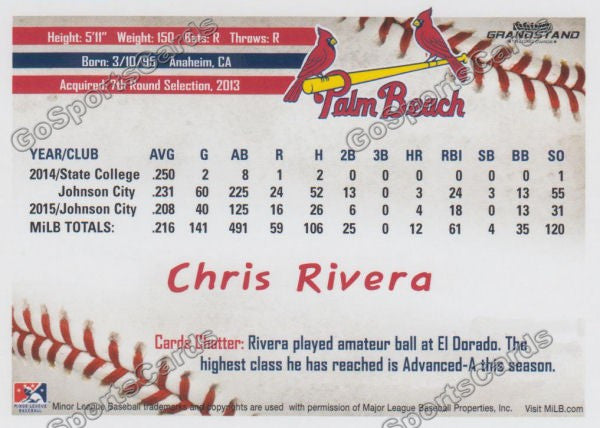 Height: 5'11" Weight: 150 Bats: R Throws: R
Born: 3/10/95 Anaheim, CA
Acquired: 7th Round Selection, 2013
GRANDSTAND
Palm Beach
YEAR/CLUB AVG G AB R H 2B 3B HR RBI SB BB SO
2014/State College .250 2 8 1 2 0 0 0 0 0 0 1
Johnson City .231 60 225 24 52 13 0 3 24 3 13 55
2015/Johnson City .208 40 125 16 26 6 0 4 18 0 13 31
MiLB TOTALS: .216 141 491 59 106 25 0 12 61 4 35 120
Chris Rivera
Cards Chatter: Rivera played amateur ball at El Dorado. The
highest class he has reached is Advanced-A this season.
MINOR LEAGUE
BASEBALL
Minor League Baseball trademarks and copyrights are used with permission of Major League Baseball Properties, Inc. Visit MiLB.com
GoSportsCards
GoSportsCards
GoSportsCards
GoSportsCards
GoSportsCards
GoSportsCards